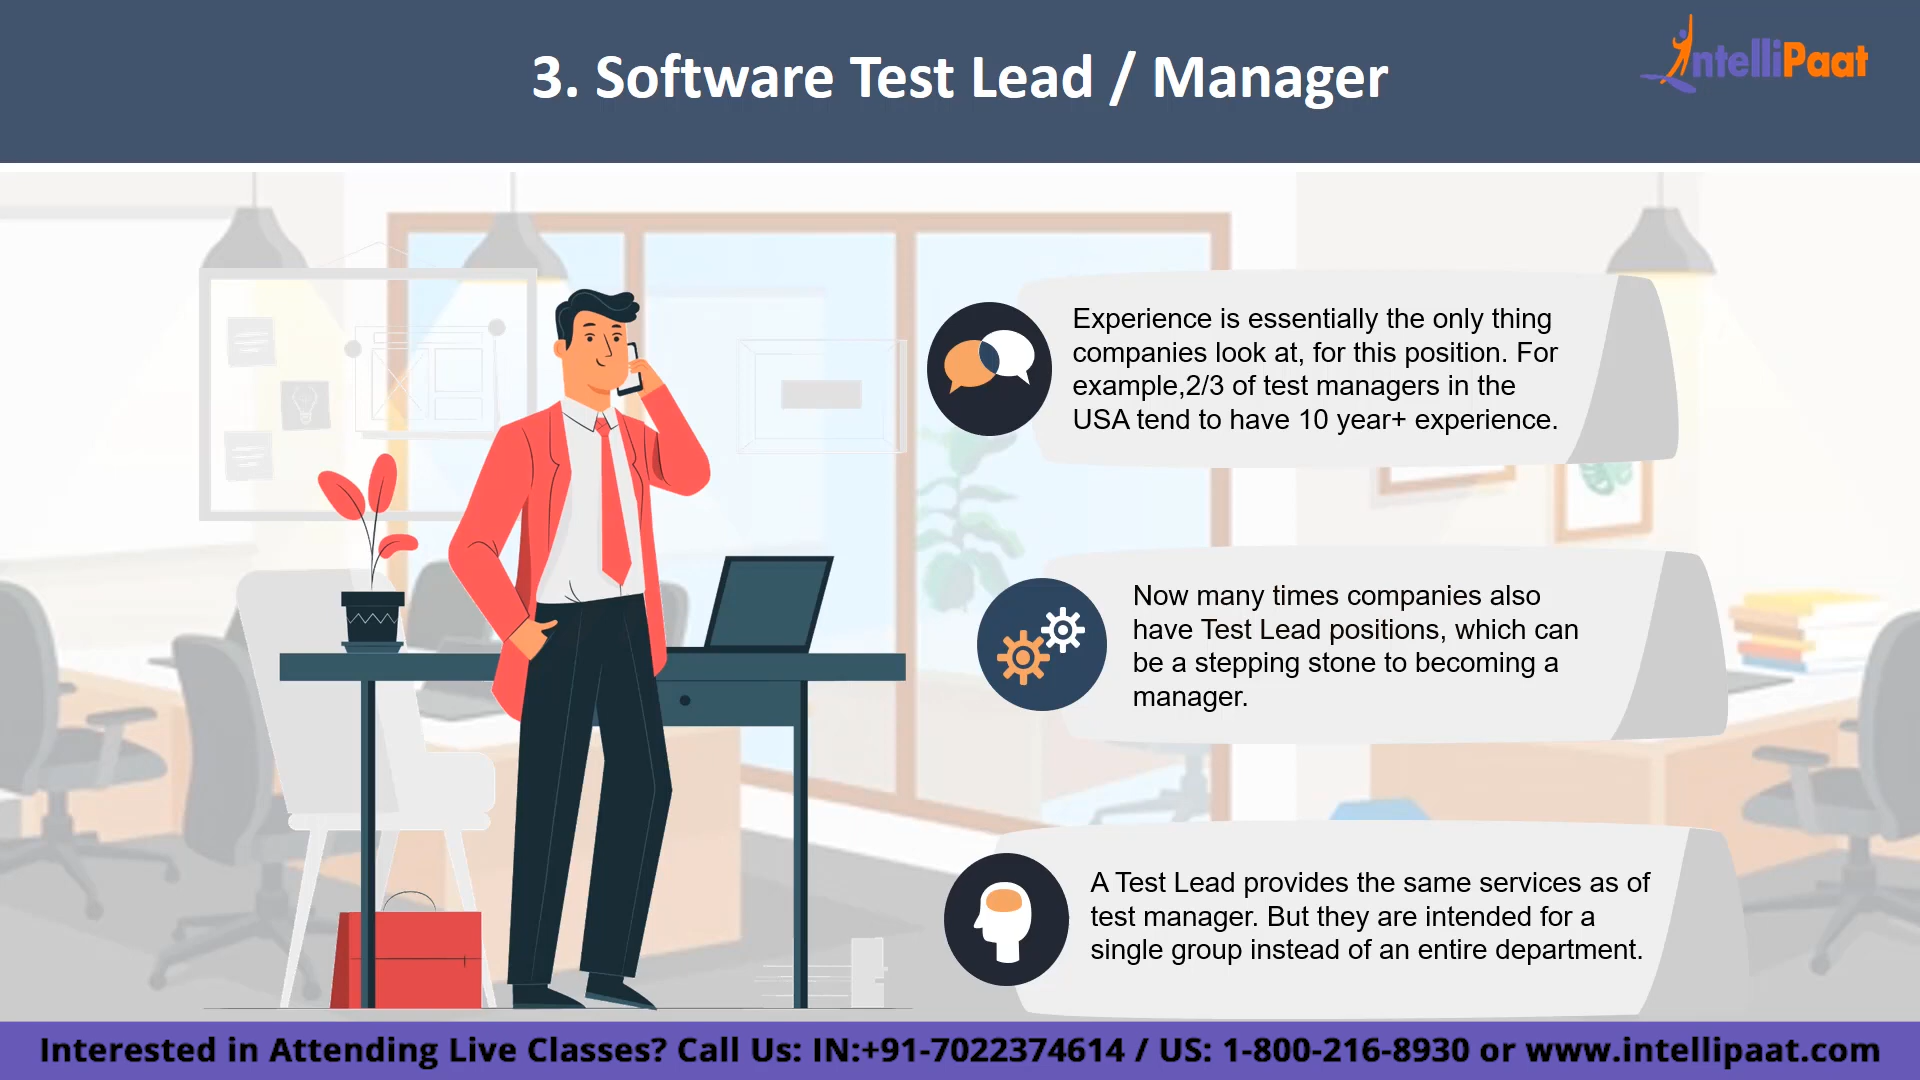 3. Software Test Lead / Manager
IntelliPaat
Experience is essentially the only thing
companies look at, for this position. For
example,2/3 of test managers in the
USA tend to have 10 year+ experience.
Now many times companies also
have Test Lead positions, which can
be a stepping stone to becoming a
manager.
A Test Lead provides the same services as of
test manager. But they are intended for a
single group instead of an entire department.
Interested in Attending Live Classes? Call Us: IN:+91-7022374614 / US: 1-800-216-8930 or www.intellipaat.com